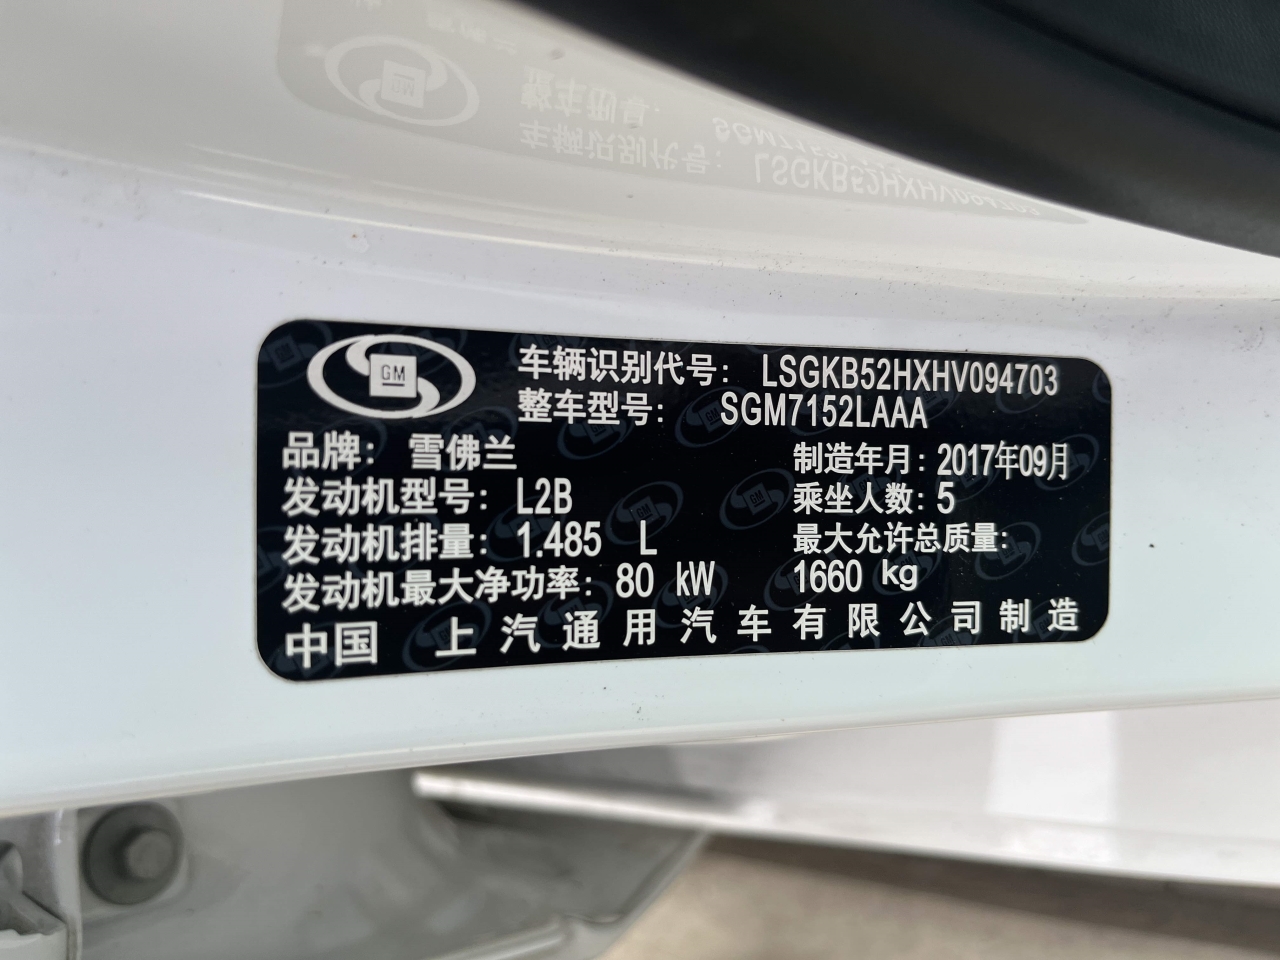 GM
车辆识别代号: LSGKB52HXHV094703
整车型号: SGM7152LAAA
品牌: 雪佛兰
制造年月: 2017年09月
发动机型号: L2B
乘坐人数: 5
发动机排量: 1.485 L
最大允许总质量:
发动机最大净功率: 80 kW
1660 kg
中国 上汽通用汽车有限公司制造